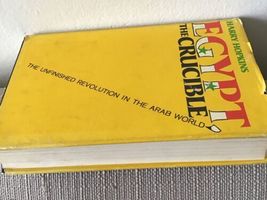 HARRY HOPKINS
EGYPT
THE CRUCIBLE
THE UNFINISHED REVOLUTION IN THE ARAB WORLD